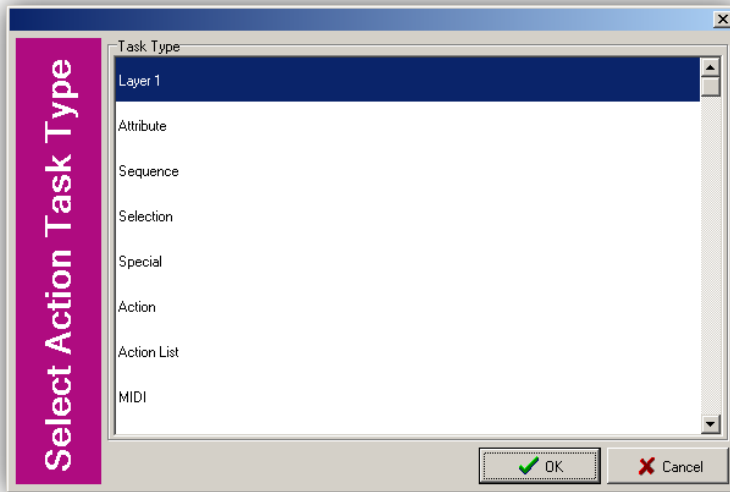 Select Action Task Type
Task Type
Layer 1
Attribute
Sequence
Selection
Special
Action
Action List
MIDI
OK
Cancel